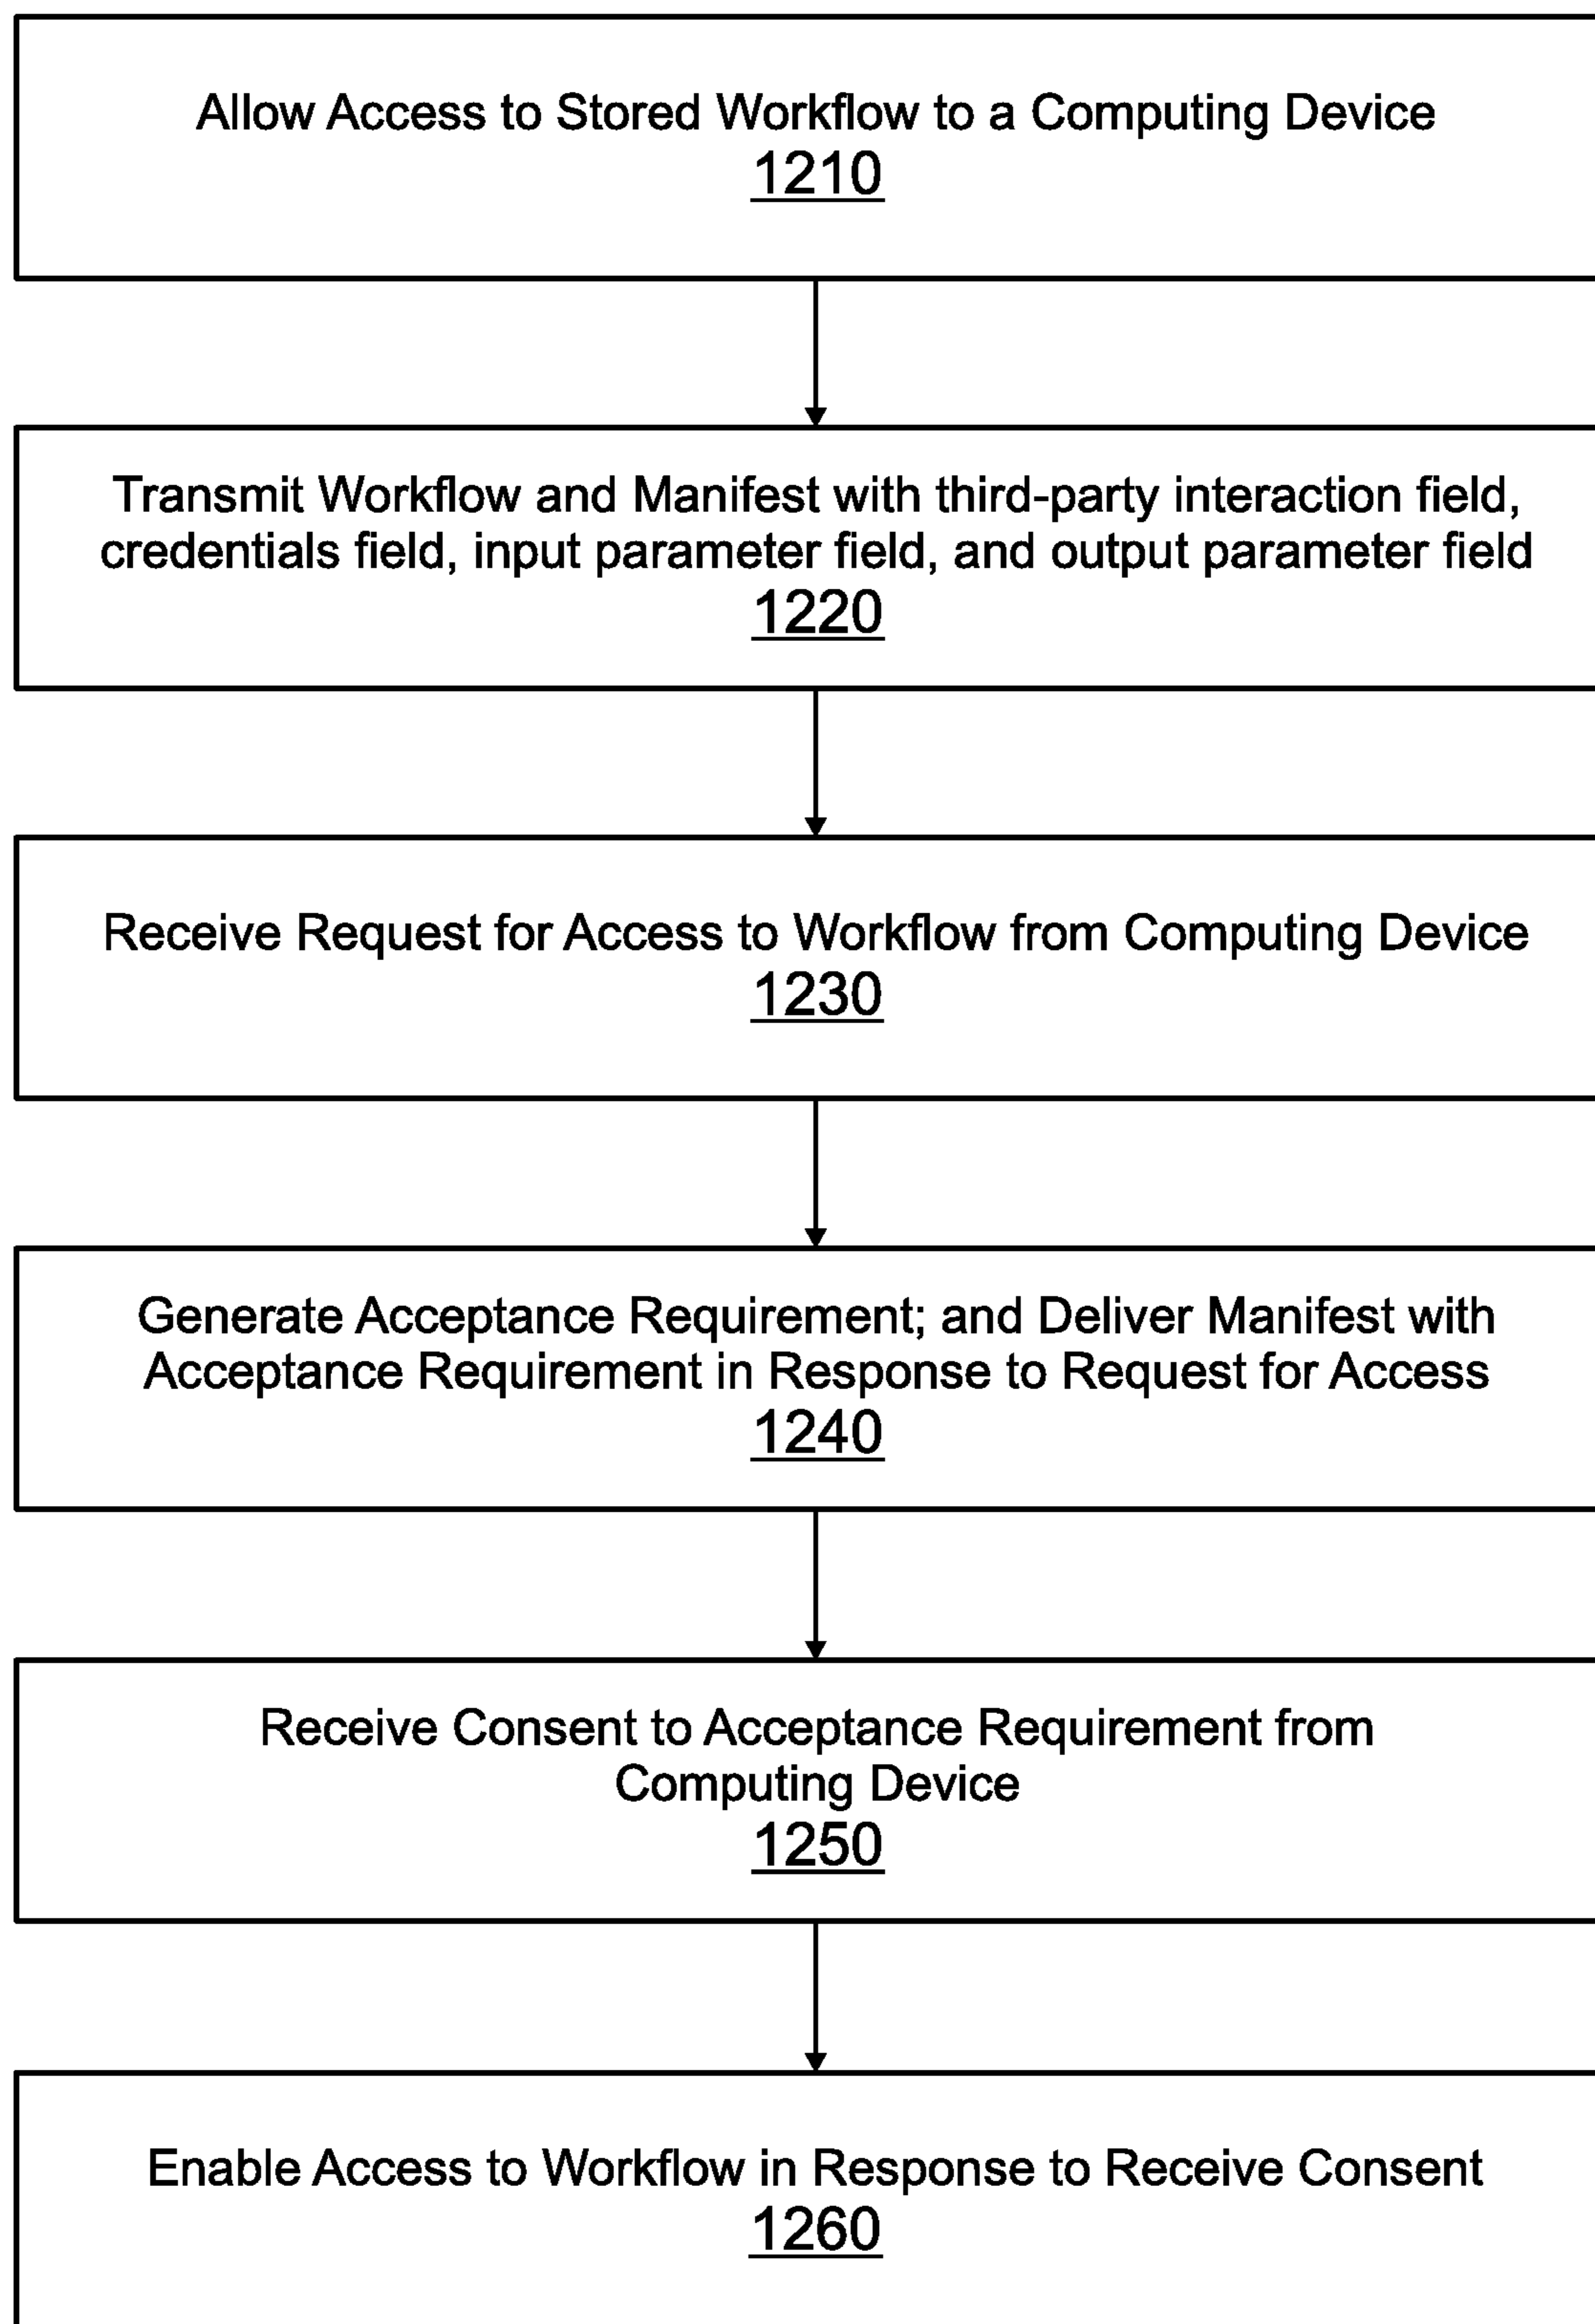 Allow Access to Stored Workflow to a Computing Device
1210
Transmit Workflow and Manifest with third-party interaction field,
credentials field, input parameter field, and output parameter field
1220
Receive Request for Access to Workflow from Computing Device
1230
Generate Acceptance Requirement; and Deliver Manifest with
Acceptance Requirement in Response to Request for Access
1240
Receive Consent to Acceptance Requirement from
Computing Device
1250
Enable Access to Workflow in Response to Receive Consent
1260